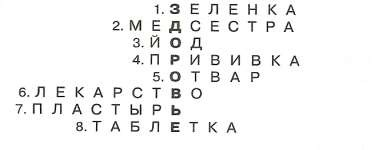 1. ЗЕЛЕНКА
2. МЕДСЕСТРА
3. ЙОД
4. ПРИВИВКА
5. ОТВАР
6. ЛЕКАРСТВО
7. ПЛАСТЫРЬ
8. ТАБЛЕТКА